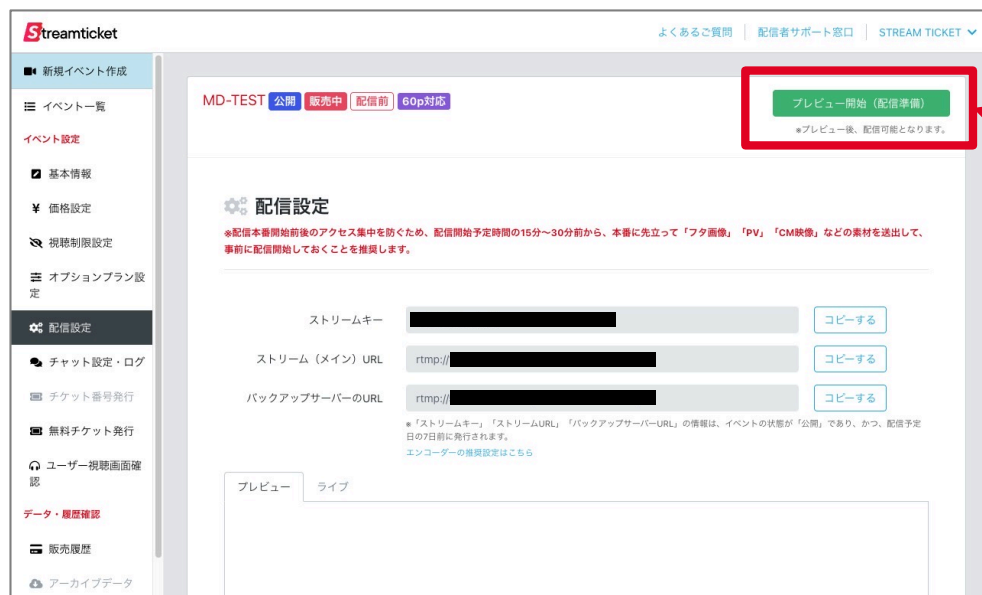 Streamticket
よくあるご質問
配信者サポート窓口
STREAM TICKET
新規イベント作成
イベント一覧
イベント設定
基本情報
価格設定
視聴制限設定
オプションプラン設
定
配信設定
チャット設定・ログ
チケット番号発行
無料チケット発行
ユーザー視聴画面確
認
データ・履歴確認
販売履歴
アーカイブデータ
MD-TEST 公開 販売中 配信前 60p対応
プレビュー開始（配信準備）
※プレビュー後、配信可能となります。
配信設定
※配信本番開始前後のアクセス集中を防ぐため、配信開始予定時間の15分〜30分前から、本番に先立って「フタ画像」「PV」「CM映像」などの素材を送出して、
事前に配信開始しておくことを推奨します。
ストリームキー
コピーする
ストリーム（メイン）URL
rtmp://
コピーする
バックアップサーバーのURL
rtmp://
コピーする
※「ストリームキー」「ストリームURL」「バックアップサーバーURL」の情報は、イベントの状態が「公開」であり、かつ、配信予定
日の7日前に発行されます。
エンコーダーの推奨設定はこちら
プレビュー
ライブ